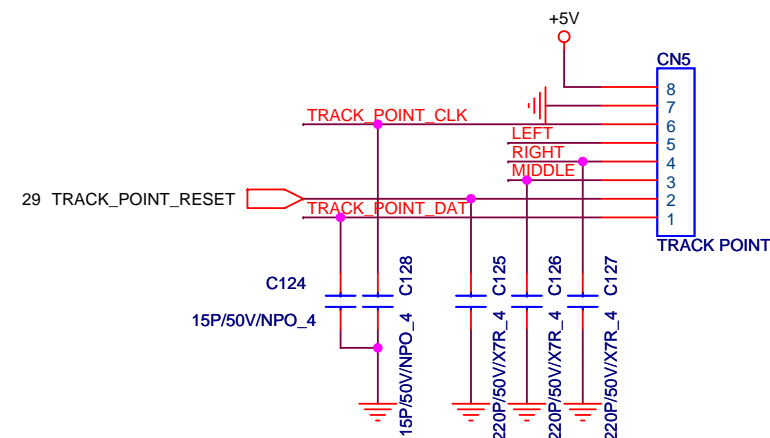 +5V
CN5
8
7
TRACK_POINT_CLK
6
LEFT
5
RIGHT
4
MIDDLE
3
29 TRACK_POINT_RESET
2
TRACK_POINT_DAT
1
TRACK POINT
C124
15P/50V/NPO_4
C128
15P/50V/NPO_4
C125
220P/50V/X7R_4
C126
220P/50V/X7R_4
C127
220P/50V/X7R_4